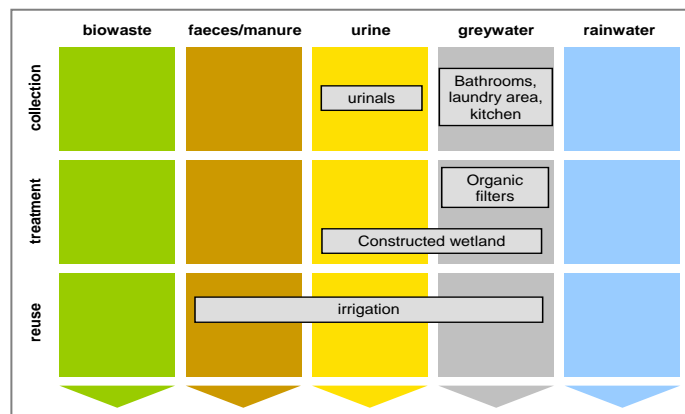 biowaste faeces/manure urine greywater rainwater
collection
urinals
Bathrooms,
laundry area,
kitchen
treatment
Organic
filters
Constructed wetland
reuse
irrigation